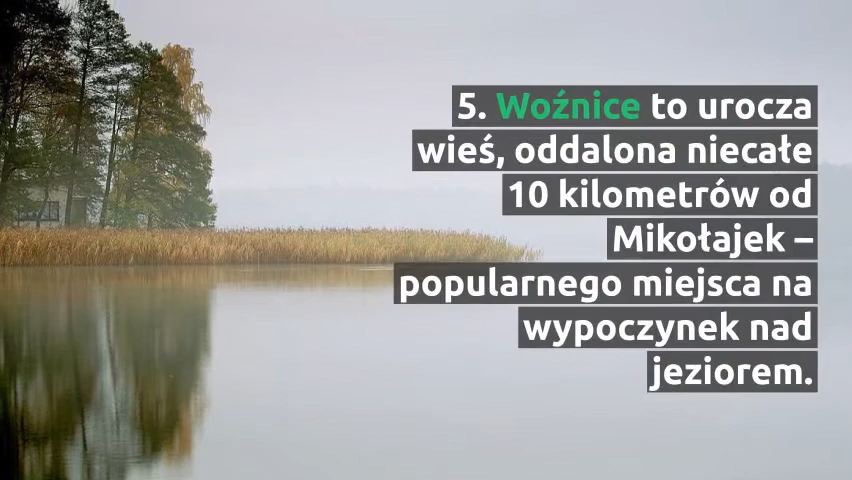 5. Woźnice to urocza
wieś, oddalona niecałe
10 kilometrów od
Mikołajek –
popularnego miejsca na
wypoczynek nad
jeziorem.